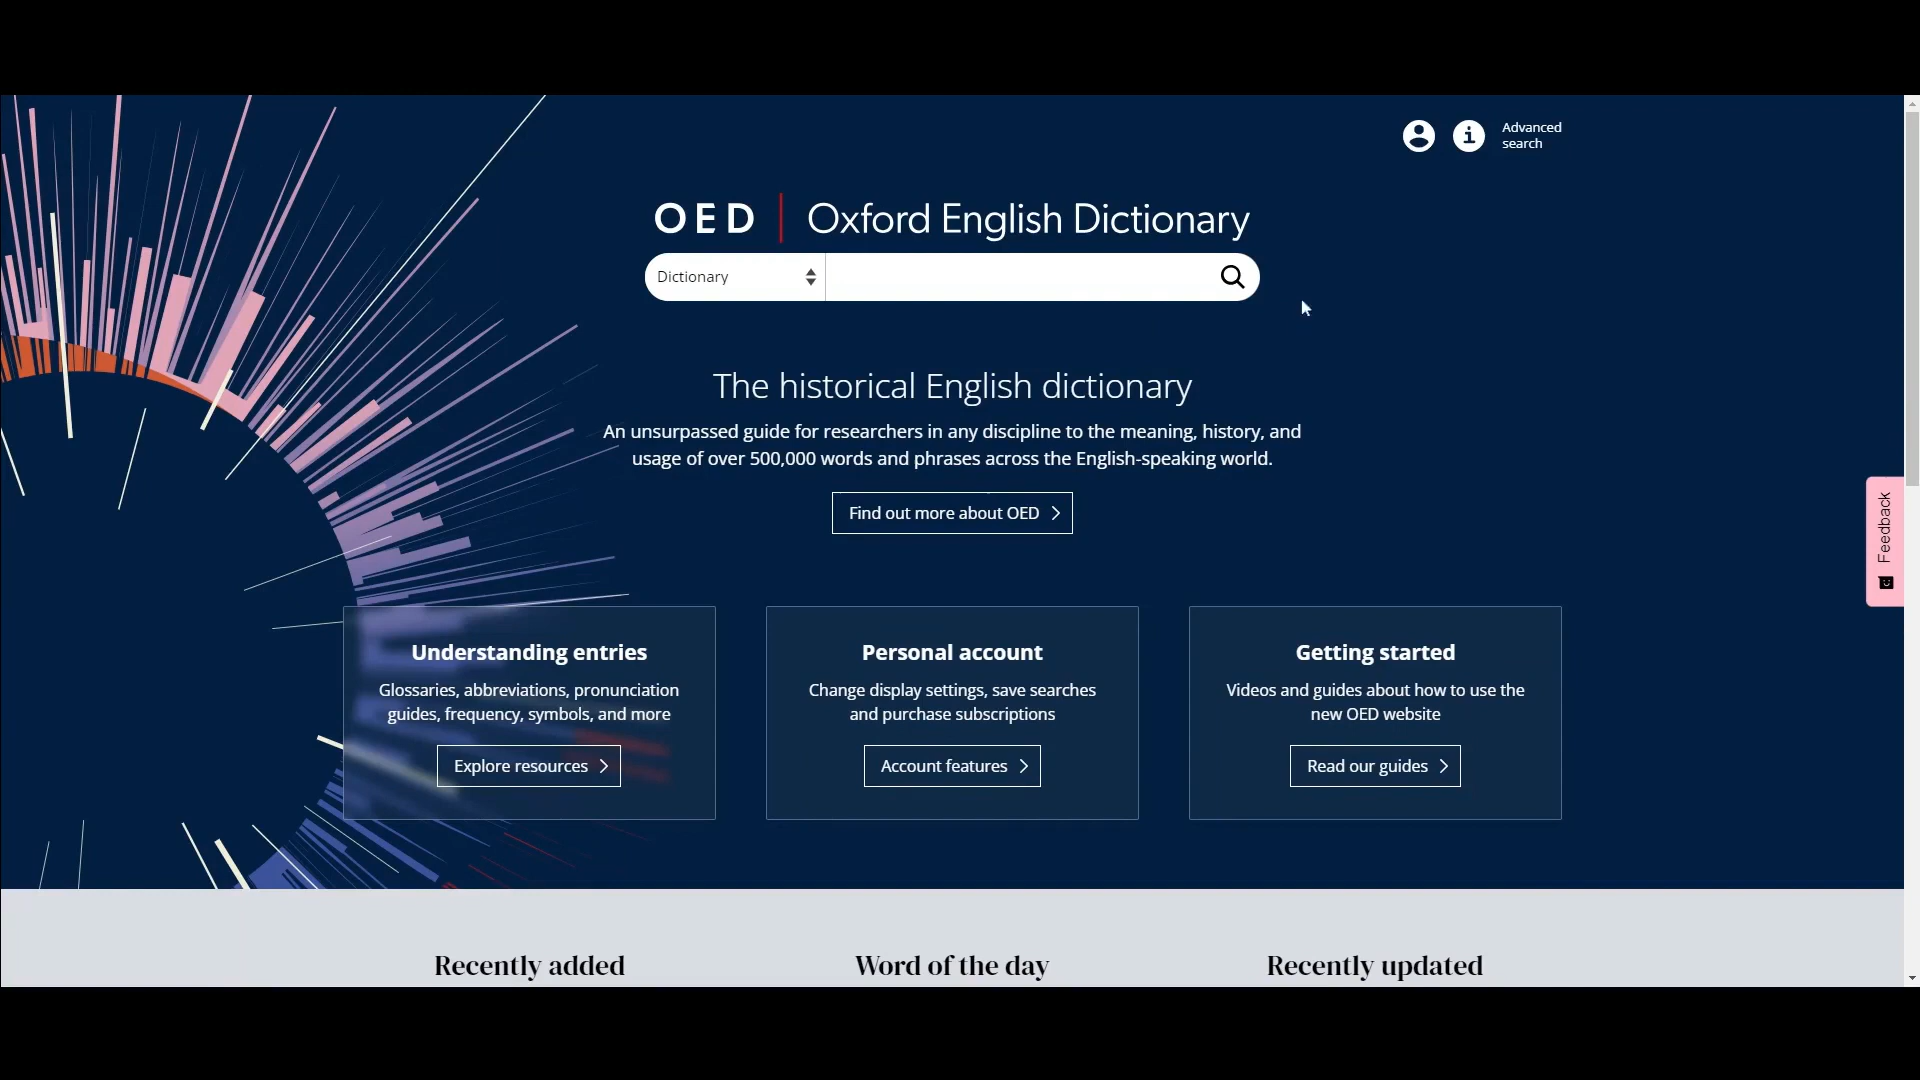 Advanced
search
OED | Oxford English Dictionary
Dictionary
The historical English dictionary
An unsurpassed guide for researchers in any discipline to the meaning, history, and
usage of over 500,000 words and phrases across the English-speaking world.
Find out more about OED
Feedback
Understanding entries
Glossaries, abbreviations, pronunciation
guides, frequency, symbols, and more
Explore resources
Personal account
Change display settings, save searches
and purchase subscriptions
Account features
Getting started
Videos and guides about how to use the
new OED website
Read our guides
Recently added
Word of the day
Recently updated